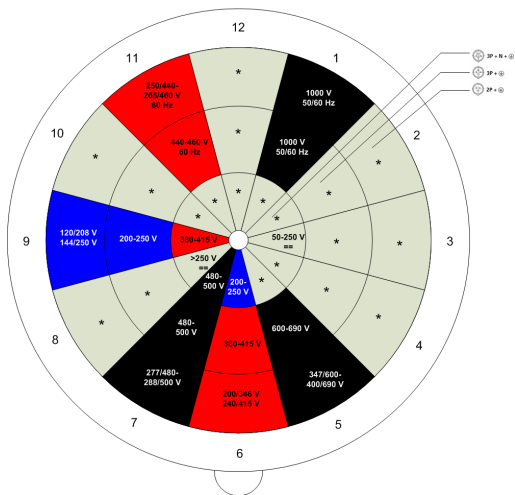 12
11
1
250/440-
265/460 V
60 Hz
*
1000 V
50/60 Hz
3P + N +
3P +
2P +
10
2
440-460 V
60 Hz
*
1000 V
50/60 Hz
*
*
*
*
*
*
*
*
*
*
*
9
120/208 V
144/250 V
200-250 V
380-415 V
50-250 V
==
*
*
3
>250 V
==
480-
500 V
200-
250 V
*
*
*
*
*
*
8
4
480-
500 V
380-415 V
600-690 V
277/480-
288/500 V
200/346 V
240/415 V
347/600-
400/690 V
7
5
6